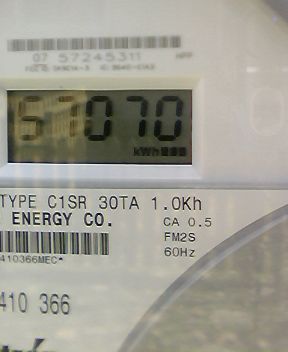 07 57245311
57070
kWh
TYPE C1SR 30TA 1.0Kh
ENERGY CO.
CA 0.5
FM2S
410366MEC*
60Hz
410 366